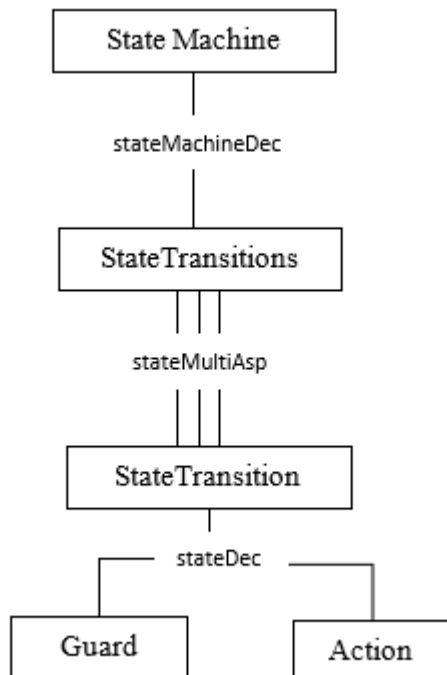 State Machine
stateMachineDec
StateTransitions
stateMultiAsp
StateTransition
stateDec
Guard
Action